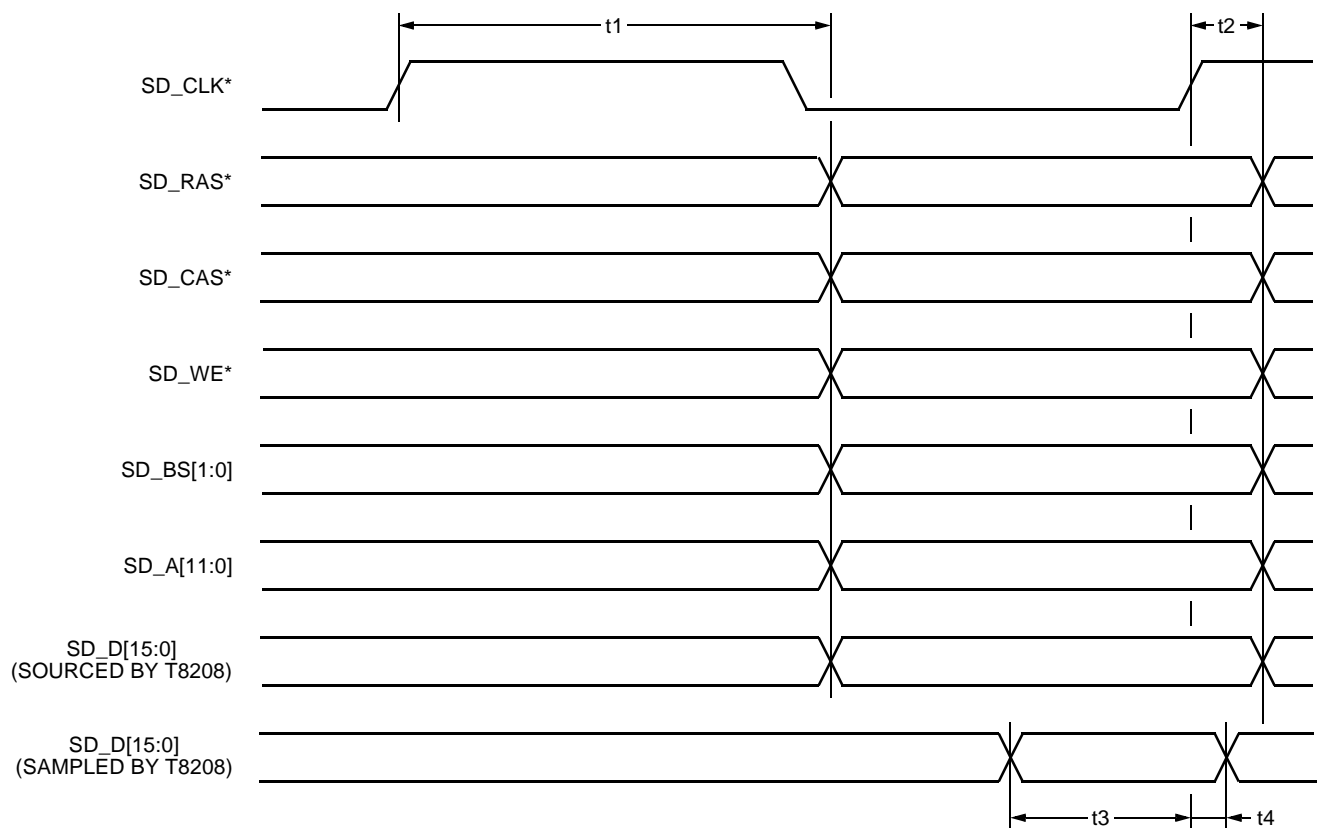 t1
t2
SD_CLK*
SD_RAS*
SD_CAS*
SD_WE*
SD_BS[1:0]
SD_A[11:0]
SD_D[15:0]
(SOURCED BY T8208)
SD_D[15:0]
(SAMPLED BY T8208)
t3
t4